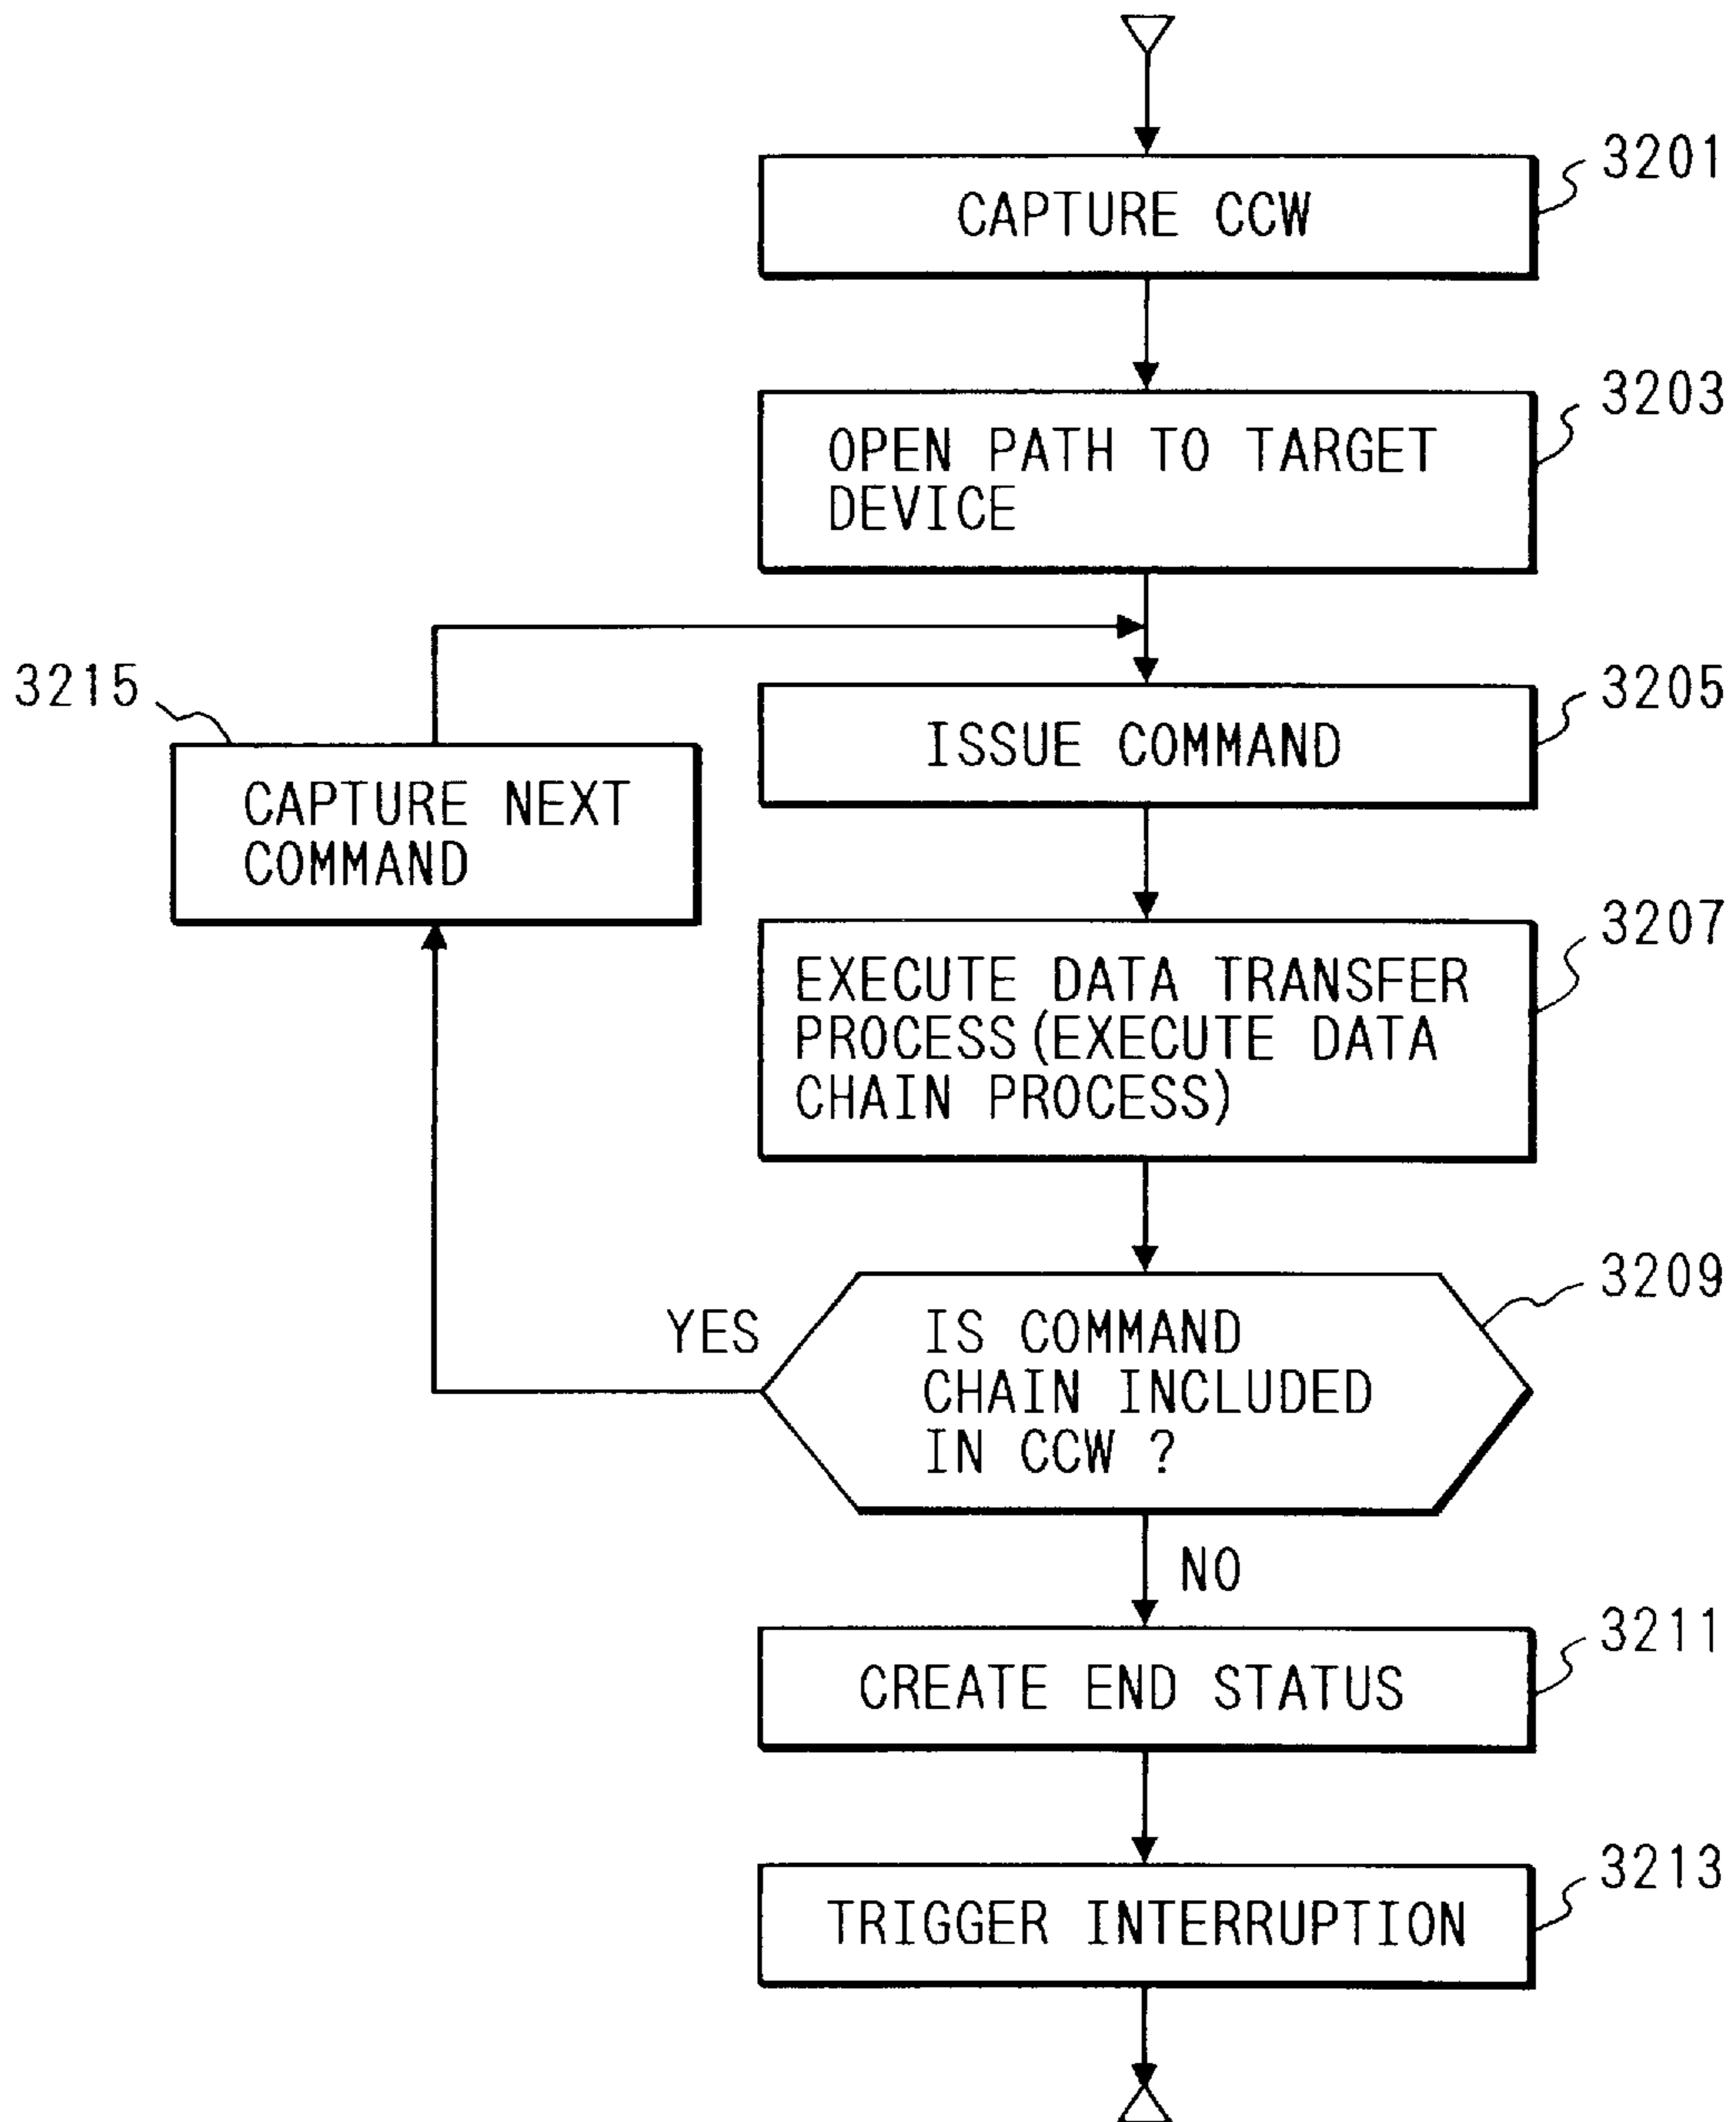 3201
CAPTURE CCW
3203
OPEN PATH TO TARGET
DEVICE
3215
3205
ISSUE COMMAND
CAPTURE NEXT
COMMAND
3207
EXECUTE DATA TRANSFER
PROCESS (EXECUTE DATA
CHAIN PROCESS)
3209
YES
IS COMMAND
CHAIN INCLUDED
IN CCW ?
NO
3211
CREATE END STATUS
3213
TRIGGER INTERRUPTION